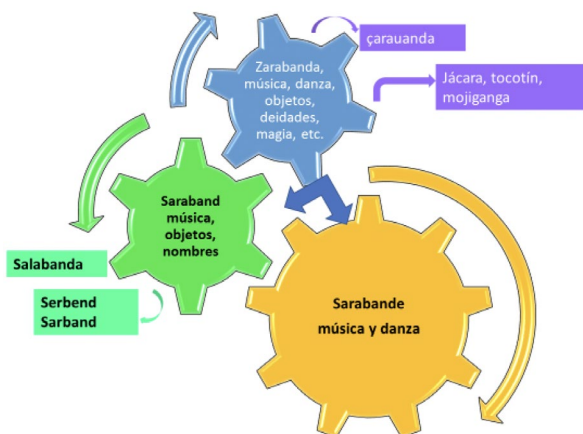 çarauanda
Zarabanda,
música, danza,
objetos,
deidades,
magia, etc.
Jácara, tocotín,
mojiganga
Saraband
música,
objetos,
nombres
Salabanda
Serbend
Sarband
Sarabande
música y danza